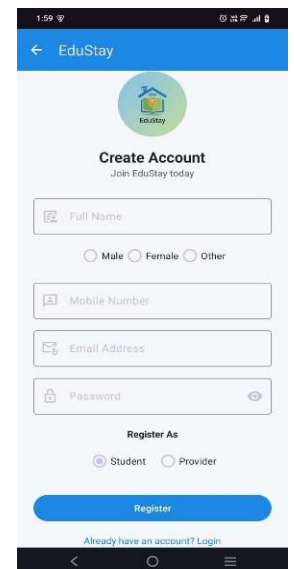 1:59
EduStay
EduStay
Create Account
Join EduStay today
Full Name
Male Female Other
Mobile Number
Email Address
Password
Register As
Student Provider
Register
Already have an account? Login